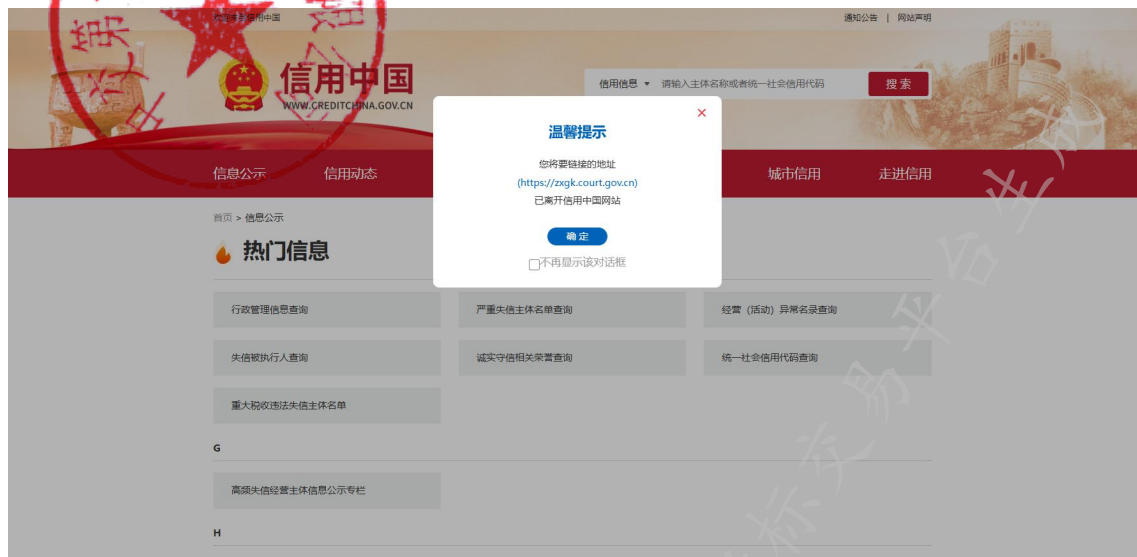 通知公告 | 网站声明
信用中国
WWW.CREDITCHINA.GOV.CN
信用信息 请输入主体名称或者统一社会信用代码 搜索
信息公示 信用动态 城市信用 走进信用
温馨提示
您将要链接的地址
(https://zxgk.court.gov.cn)
已离开信用中国网站
确定
不再显示该对话框
首页 > 信息公示
热门信息
行政管理信息查询 严重失信主体名单查询 经营（活动）异常名录查询
失信被执行人查询 诚实守信相关荣誉查询 统一社会信用代码查询
重大税收违法失信主体名单
G
高频失信经营主体信息公示专栏
H
标交易平台生成